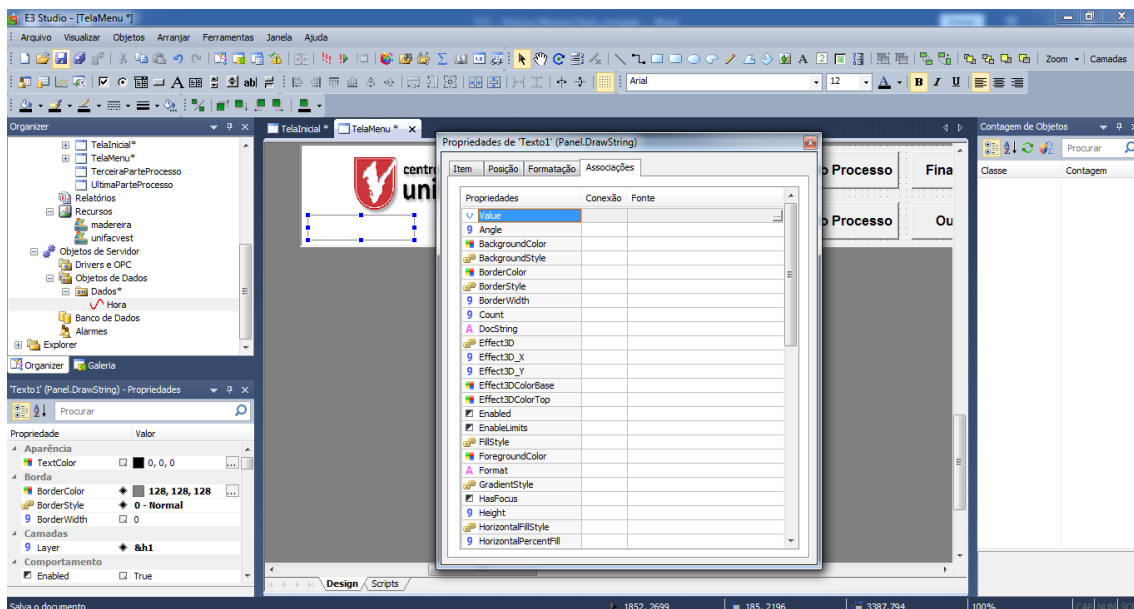 E3 Studio - [TelaMenu *]
Arquivo Visualizar Objetos Arranjar Ferramentas Janela Ajuda
Zoom Camadas
Arial 12 A B I U
Organizer
TelaInicial*
TelaMenu*
TerceiraParteProcesso
UltimaParteProcesso
Relatórios
Recursos
madereira
unifacvest
Objetos de Servidor
Drivers e OPC
Objetos de Dados
Dados*
Hora
Banco de Dados
Alarmes
Explorer
Organizer Galeria
'Texto1' (Panel.DrawString) - Propriedades
Procurar
Propriedade Valor
Aparência
TextColor 0, 0, 0 ...
Borda
BorderColor 128, 128, 128 ...
BorderStyle 0 - Normal
BorderWidth 0
Camadas
Layer &h1
Comportamento
Enabled True
TelaInicial * TelaMenu *
centr
uni
o Processo Fina
o Processo Ou
Propriedades de 'Texto1' (Panel.DrawString)
Item Posição Formatação Associações
Propriedades Conexão Fonte
Value ...
Angle
BackgroundColor
BackgroundStyle
BorderColor
BorderStyle
BorderWidth
Count
DocString
Effect3D
Effect3D_X
Effect3D_Y
Effect3DColorBase
Effect3DColorTop
Enabled
EnableLimits
FillStyle
ForegroundColor
Format
GradientStyle
HasFocus
Height
HorizontalFillStyle
HorizontalPercentFill
Design Scripts
Contagem de Objetos
Procurar
Classe Contagem
Salva o documento 1852, 2699 185, 2196 3387,794 100% CAP NUM SC